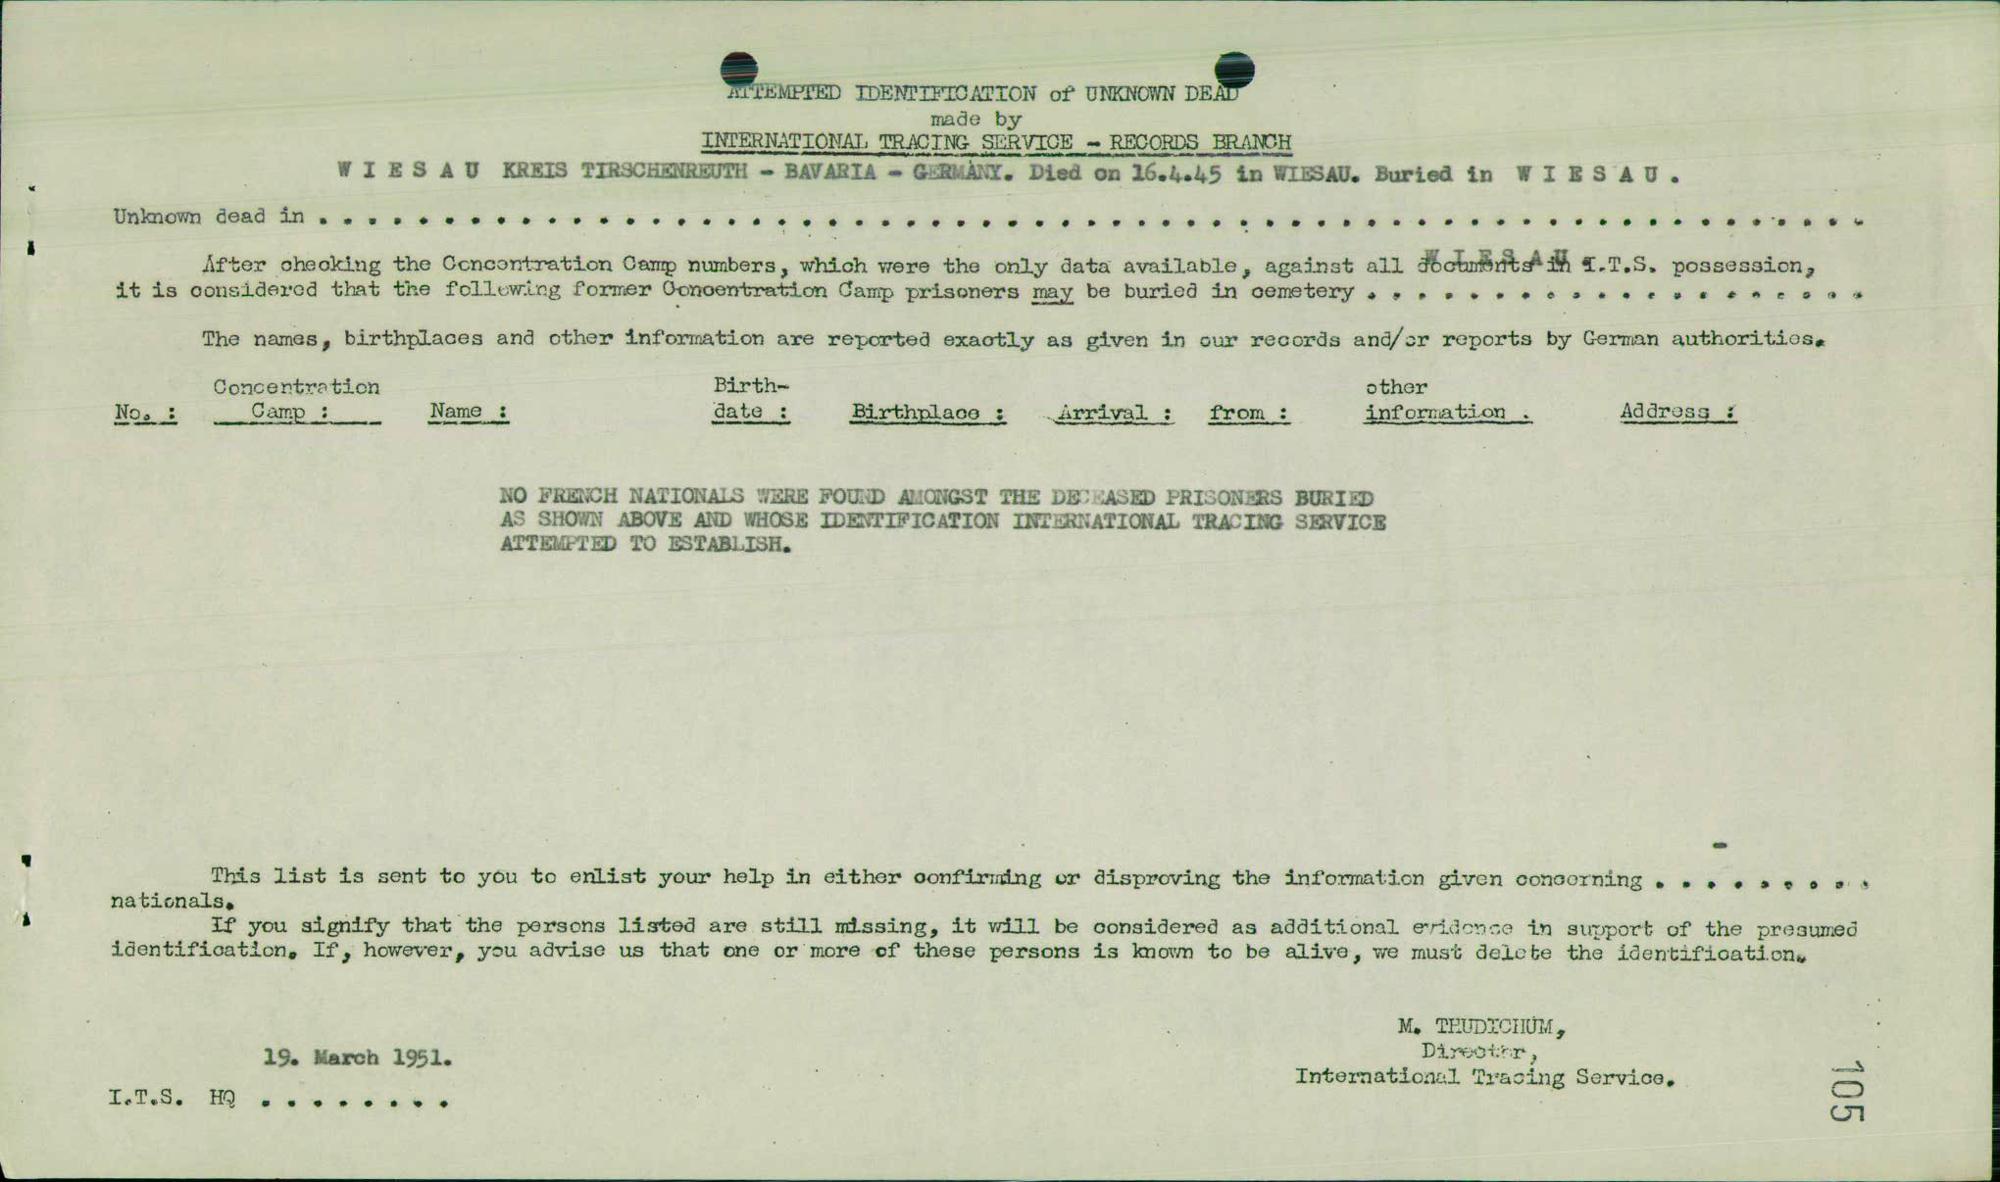 ATTEMPTED IDENTIFICATION of UNKNOWN DEAD
made by
INTERNATIONAL TRACING SERVICE - RECORDS BRANCH
W I E S A U KREIS TIRSCHENREUTH - BAVARIA - GERMANY. Died on 16.4.45 in WIESAU. Buried in W I E S A U .
Unknown dead in . . . . . . . . . . . . . . . . . . . . . . . . . . . . . . . . . . . . . . . . . . . . . . . . . . . . . . . . . . . . .
W I E S A U
After checking the Concentration Camp numbers, which were the only data available, against all documents in I.T.S. possession,
it is considered that the following former Concentration Camp prisoners may be buried in cemetery . . . . . . . . . . . . . . . . . . . .
The names, birthplaces and other information are reported exactly as given in our records and/or reports by German authorities.
Concentration Birth- other
No. : Camp : Name : date : Birthplace : Arrival : from : information . Address :
NO FRENCH NATIONALS WERE FOUND AMONGST THE DECEASED PRISONERS BURIED
AS SHOWN ABOVE AND WHOSE IDENTIFICATION INTERNATIONAL TRACING SERVICE
ATTEMPTED TO ESTABLISH.
This list is sent to you to enlist your help in either confirming or disproving the information given concerning . . . . . . . . .
nationals.
If you signify that the persons listed are still missing, it will be considered as additional evidence in support of the presumed
identification. If, however, you advise us that one or more of these persons is known to be alive, we must delete the identification.
M. THUDICHUM,
Director,
International Tracing Service.
19. March 1951.
I.T.S. HQ . . . . . . . .
105